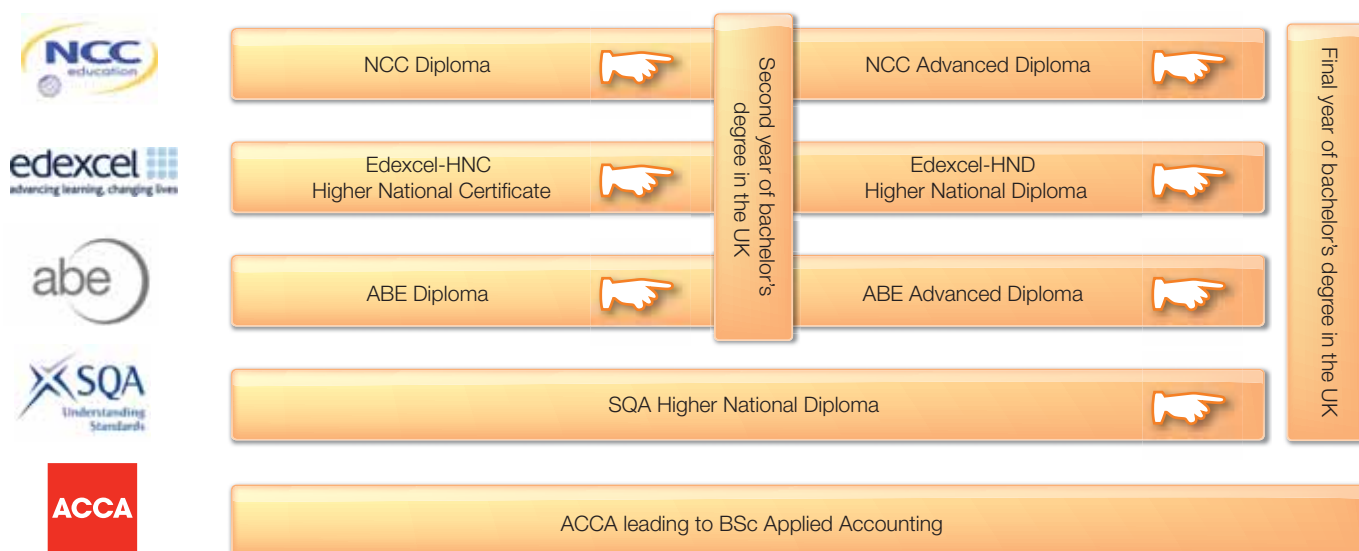 NCC
education
NCC Diploma
Second year of bachelor's
degree in the UK
NCC Advanced Diploma
Final year of bachelor's degree in the UK
edexcel
advancing learning, changing lives
Edexcel-HNC
Higher National Certificate
Edexcel-HND
Higher National Diploma
abe
ABE Diploma
ABE Advanced Diploma
SQA
Understanding
Standards
SQA Higher National Diploma
ACCA
ACCA leading to BSc Applied Accounting